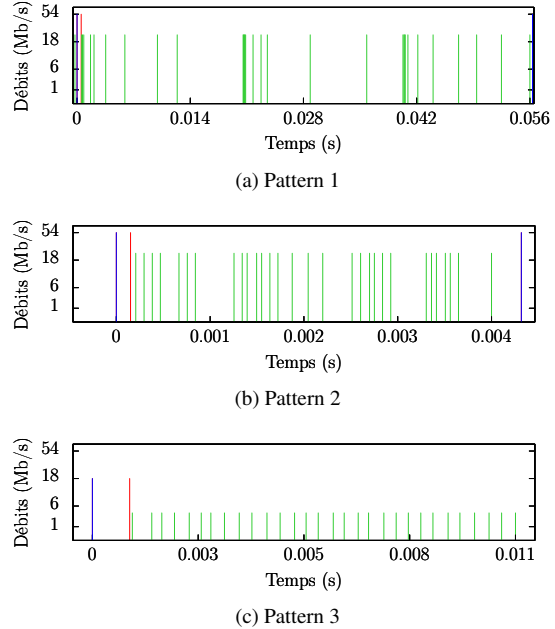 Débits (Mb/s)
54
18
6
1
0 0.014 0.028 0.042 0.056
Temps (s)
(a) Pattern 1
Débits (Mb/s)
54
18
6
1
0 0.001 0.002 0.003 0.004
Temps (s)
(b) Pattern 2
Débits (Mb/s)
54
18
6
1
0 0.003 0.005 0.008 0.011
Temps (s)
(c) Pattern 3